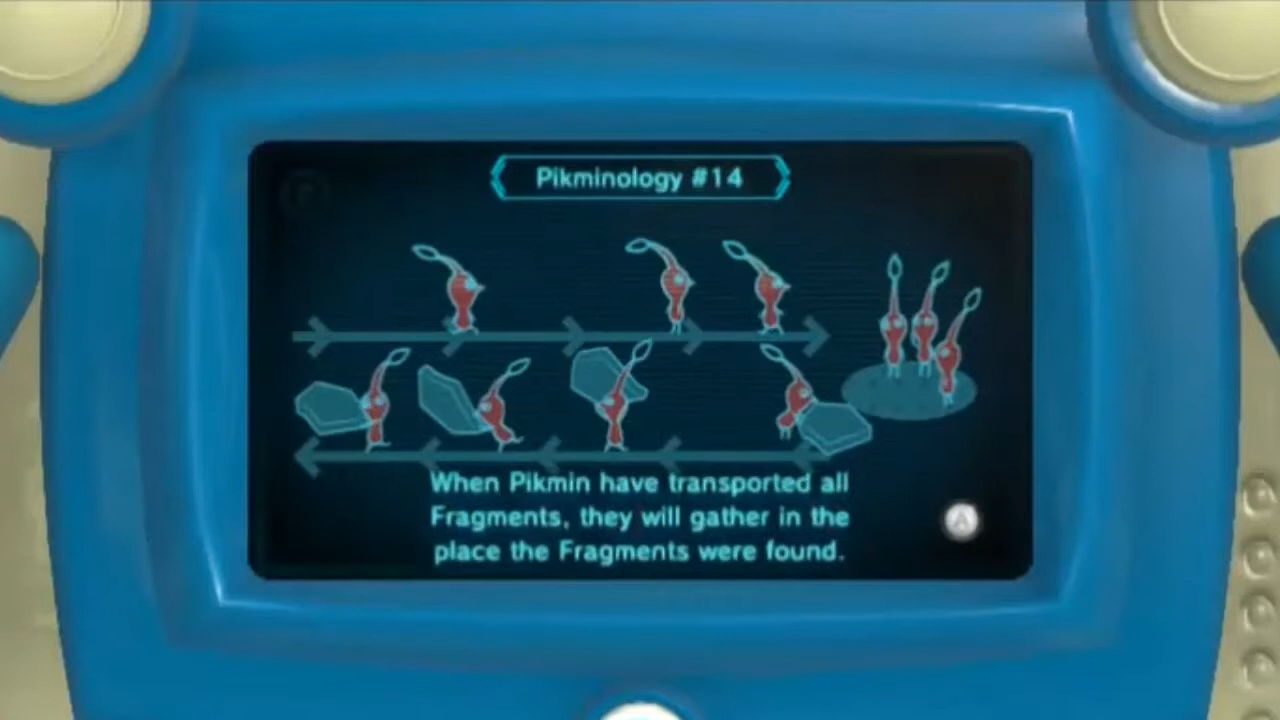 Pikminology #14
When Pikmin have transported all
Fragments, they will gather in the
place the Fragments were found.
A